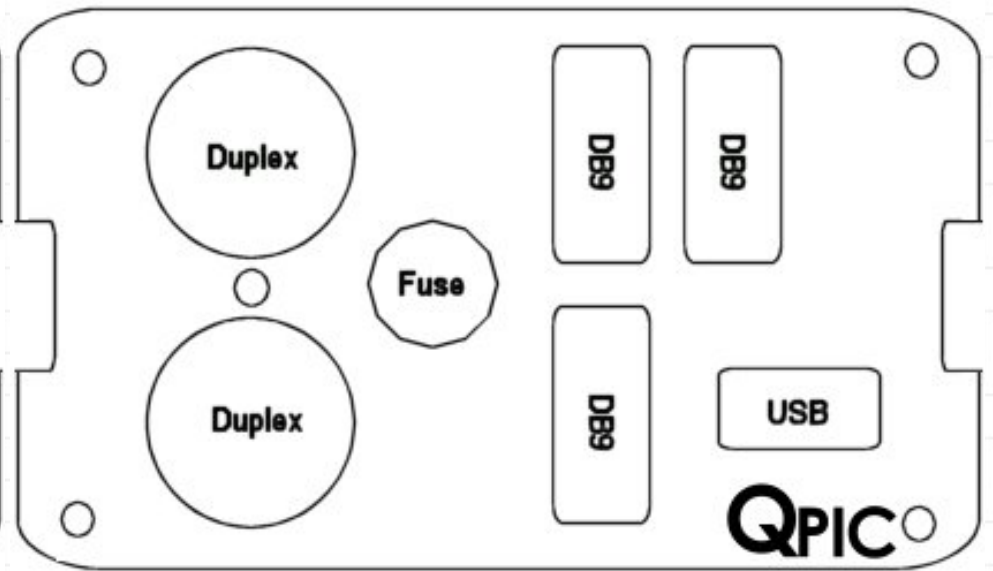 Duplex
DB9
DB9
Fuse
Duplex
DB9
USB
QPIC